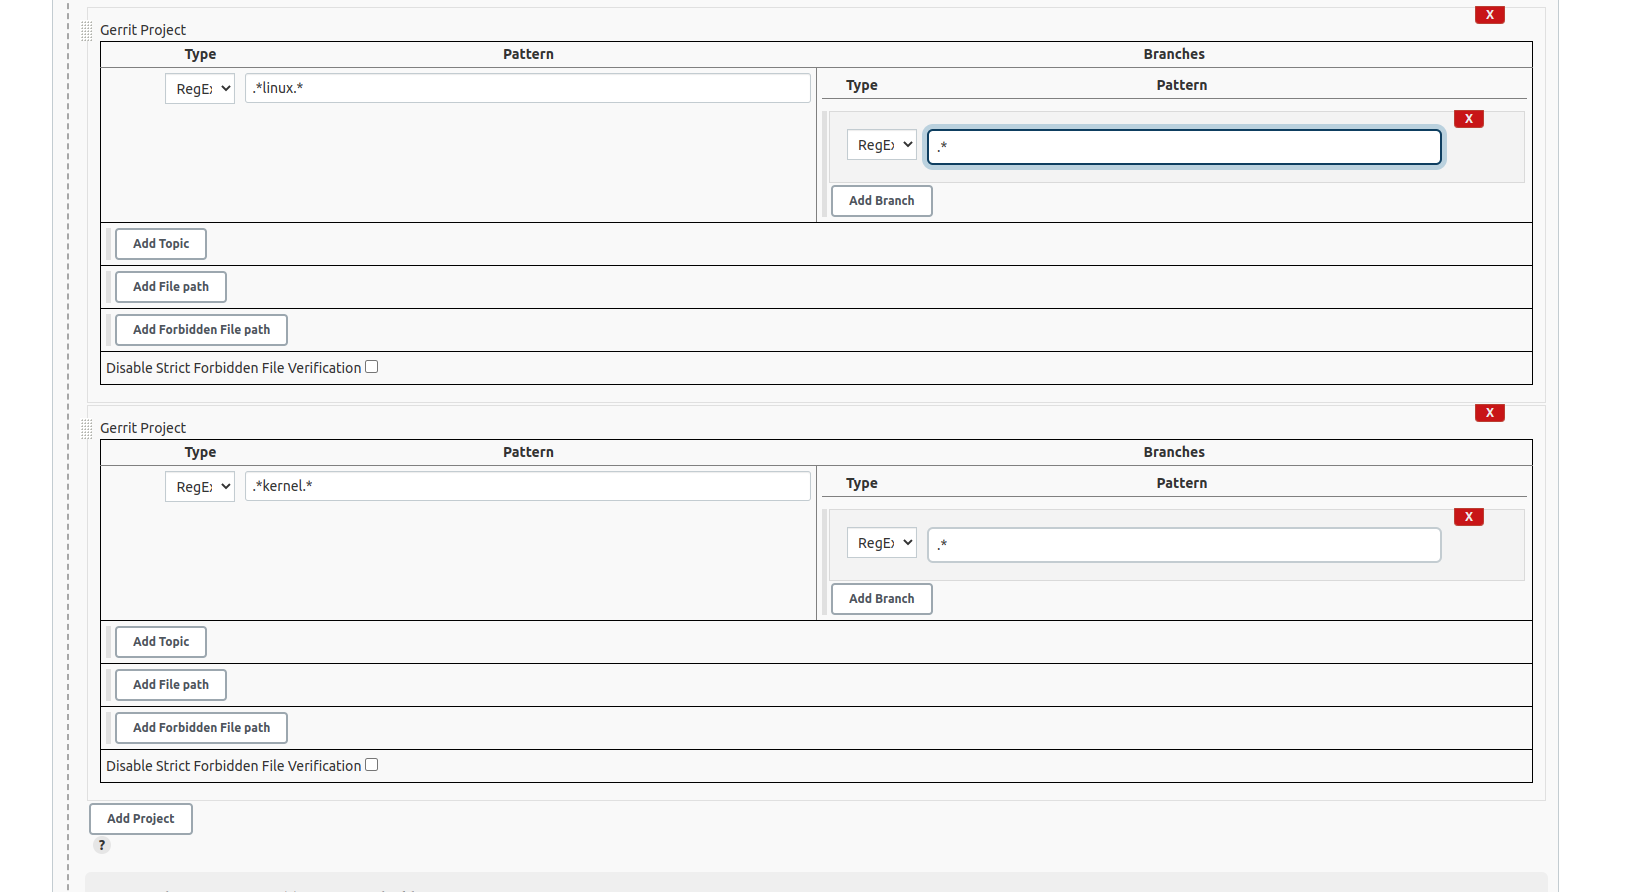 X
Gerrit Project
Type Pattern Branches
RegEx .*linux.* Type Pattern
X
RegEx .*
Add Branch
Add Topic
Add File path
Add Forbidden File path
Disable Strict Forbidden File Verification
X
Gerrit Project
Type Pattern Branches
RegEx .*kernel.* Type Pattern
X
RegEx .*
Add Branch
Add Topic
Add File path
Add Forbidden File path
Disable Strict Forbidden File Verification
Add Project
?